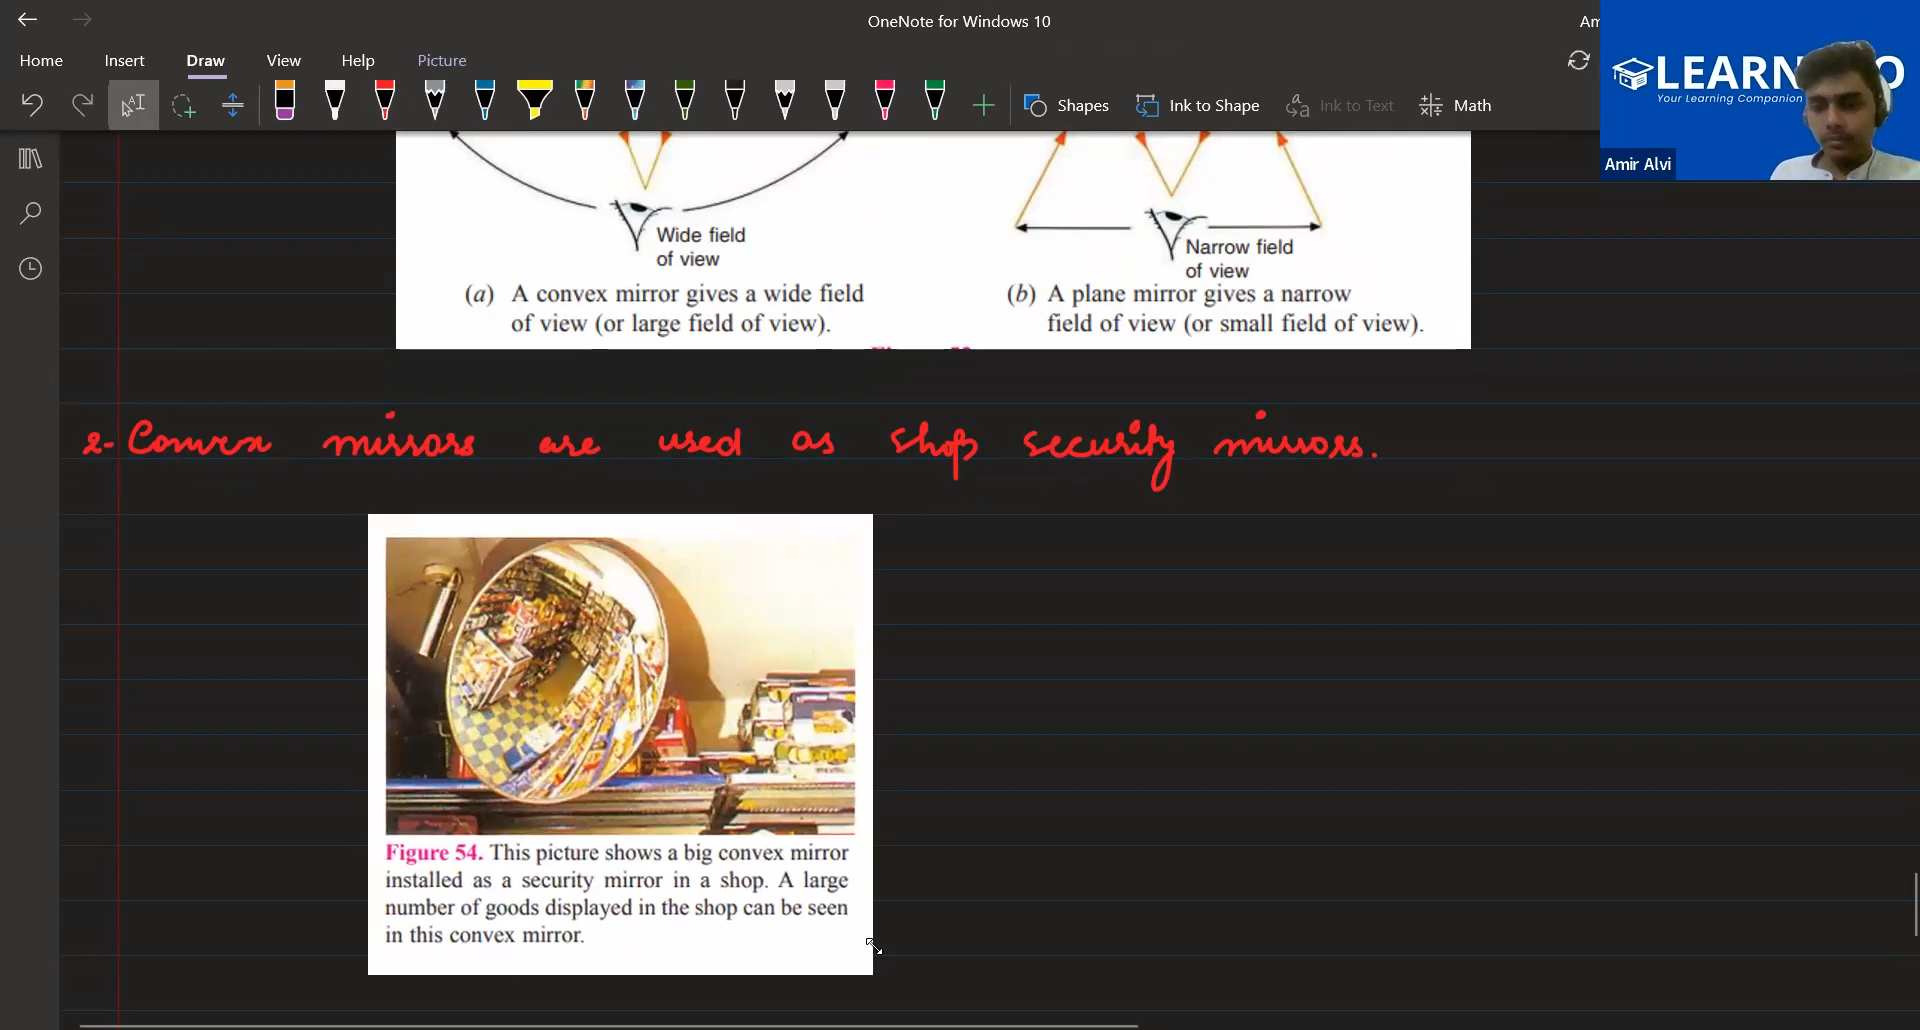 OneNote for Windows 10
Am
Home Insert Draw View Help Picture
Shapes Ink to Shape Ink to Text Math
LEARN O
Your Learning Companion
Amir Alvi
Wide field
of view
Narrow field
of view
(a) A convex mirror gives a wide field
of view (or large field of view).
(b) A plane mirror gives a narrow
field of view (or small field of view).
2- Convex mirrors are used as shop security mirrors.
Figure 54. This picture shows a big convex mirror
installed as a security mirror in a shop. A large
number of goods displayed in the shop can be seen
in this convex mirror.